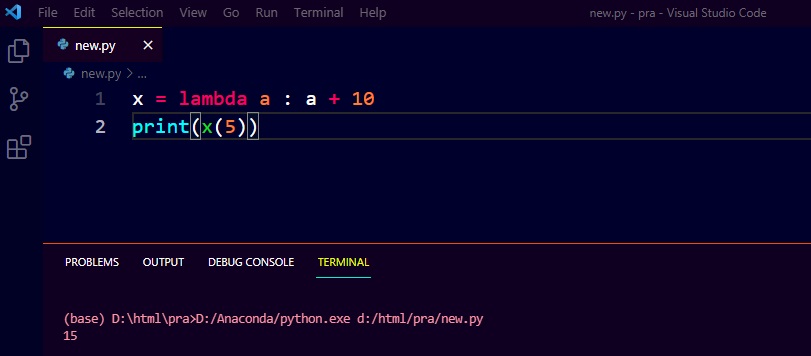 File Edit Selection View Go Run Terminal Help new.py - pra - Visual Studio Code
new.py
new.py > ...
1 x = lambda a : a + 10
2 print(x(5))
PROBLEMS OUTPUT DEBUG CONSOLE TERMINAL
(base) D:\html\pra>D:/Anaconda/python.exe d:/html/pra/new.py
15